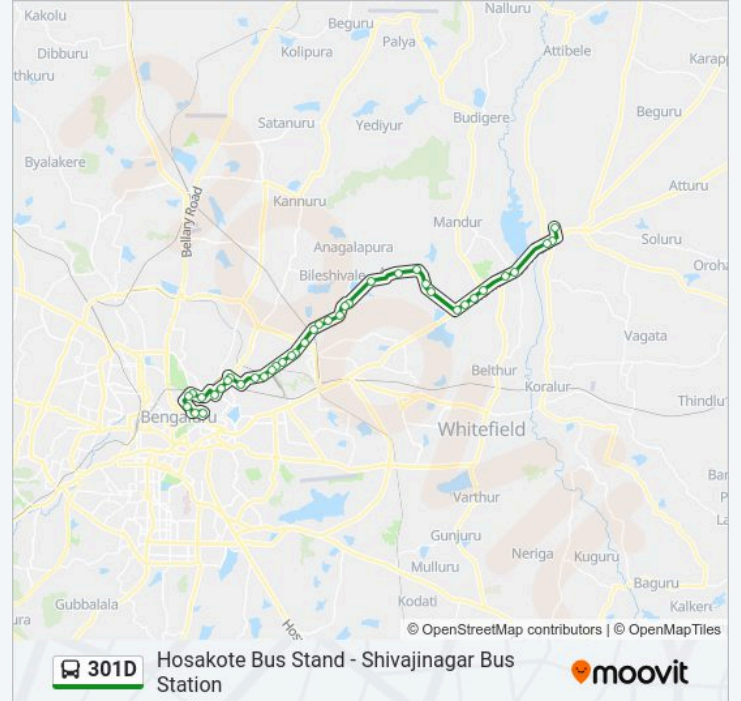 Kakolu
Nalluru
Beguru
Palya
Dibburu
Kolipura
Attibele
thkuru
Karap
Budigere
Beguru
Satanuru
Yediyur
Byalakere
Atturu
Kannuru
Bellary Road
Mandur
Soluru
Anagalapura
Bileshivale
Oroha
Vagata
Belthur
Koralur
Thindlu
Bengaluru
Whitefield
Varthur
Gunjuru
Neriga
Kuguru
Mulluru
Baguru
Gubbalala
Kodati
Kalkere
© OpenStreetMap contributors | © OpenMapTiles
301D
Hosakote Bus Stand - Shivajinagar Bus
Station
moovit